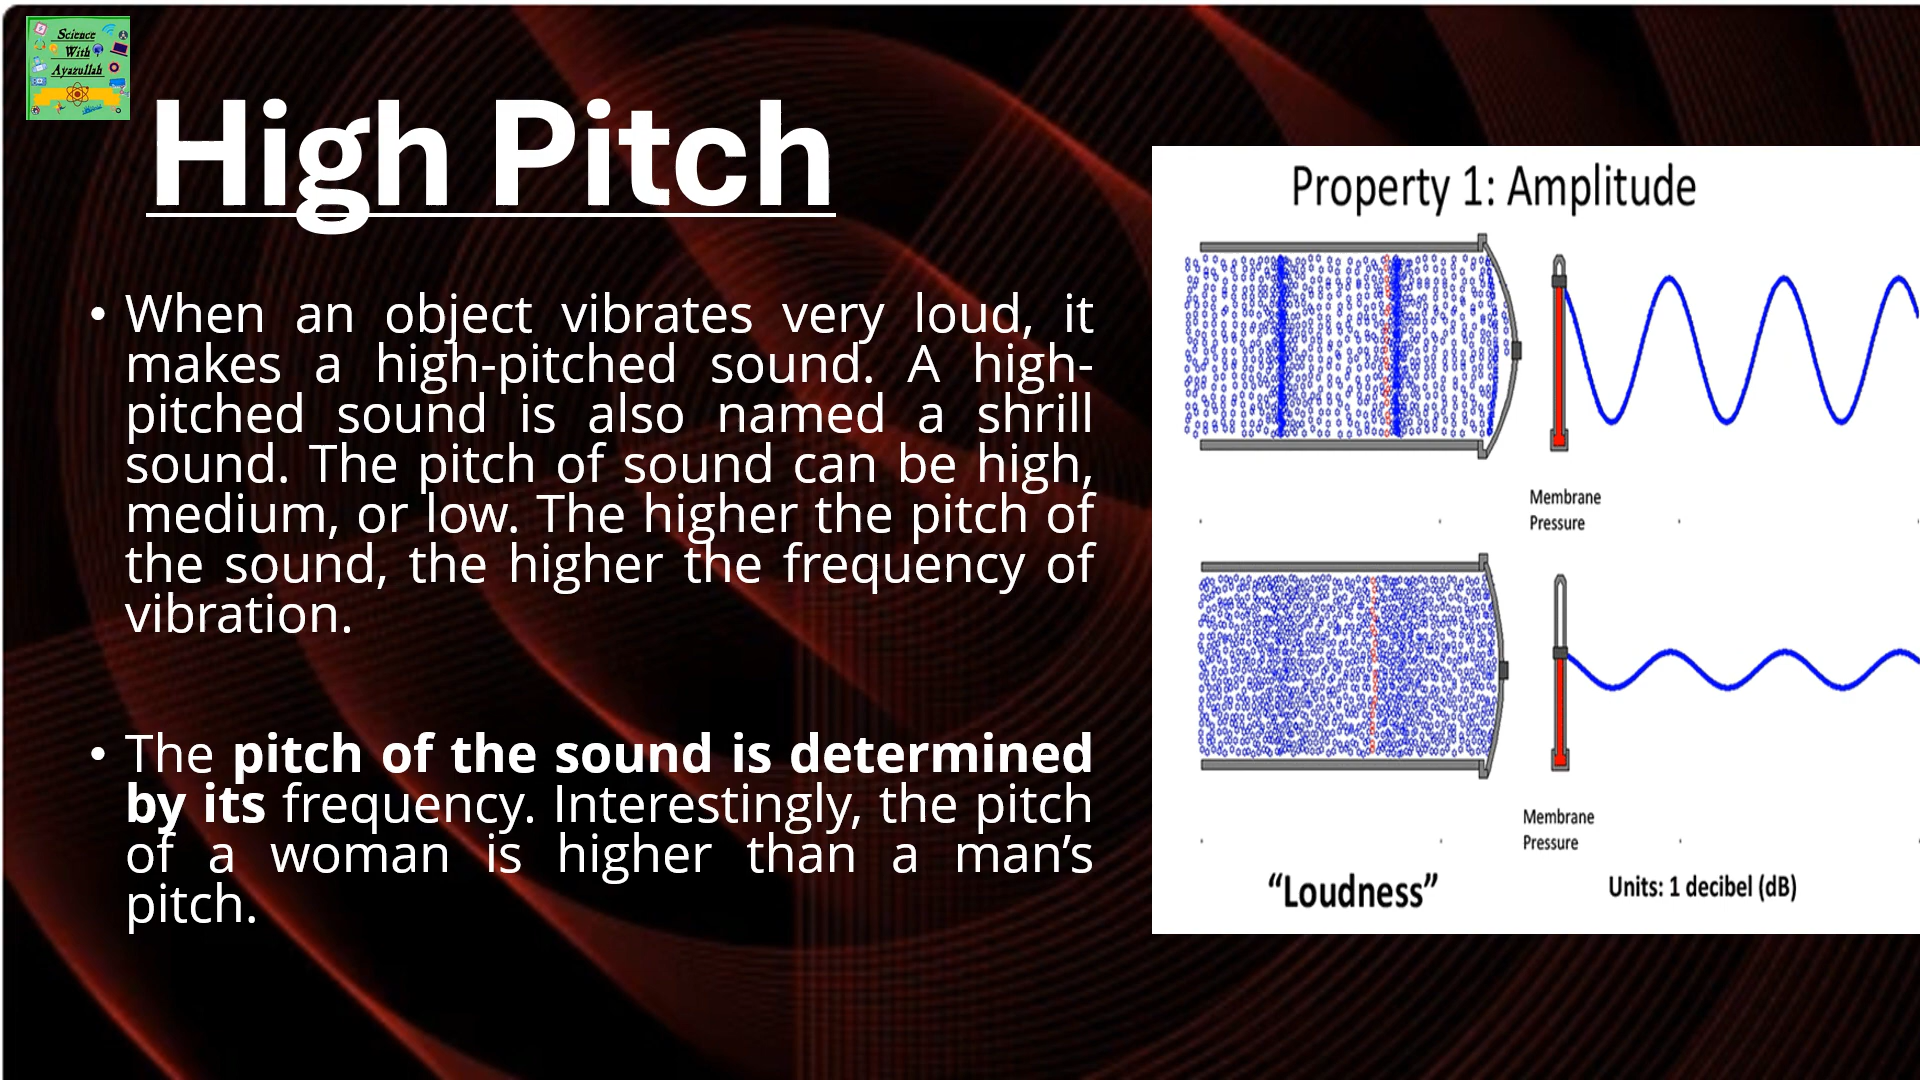 Science
With
Ayazullah
High Pitch
• When an object vibrates very loud, it
makes a high-pitched sound. A high-
pitched sound is also named a shrill
sound. The pitch of sound can be high,
medium, or low. The higher the pitch of
the sound, the higher the frequency of
vibration.
• The pitch of the sound is determined
by its frequency. Interestingly, the pitch
of a woman is higher than a man’s
pitch.
Property 1: Amplitude
Membrane
Pressure
Membrane
Pressure
“Loudness”
Units: 1 decibel (dB)